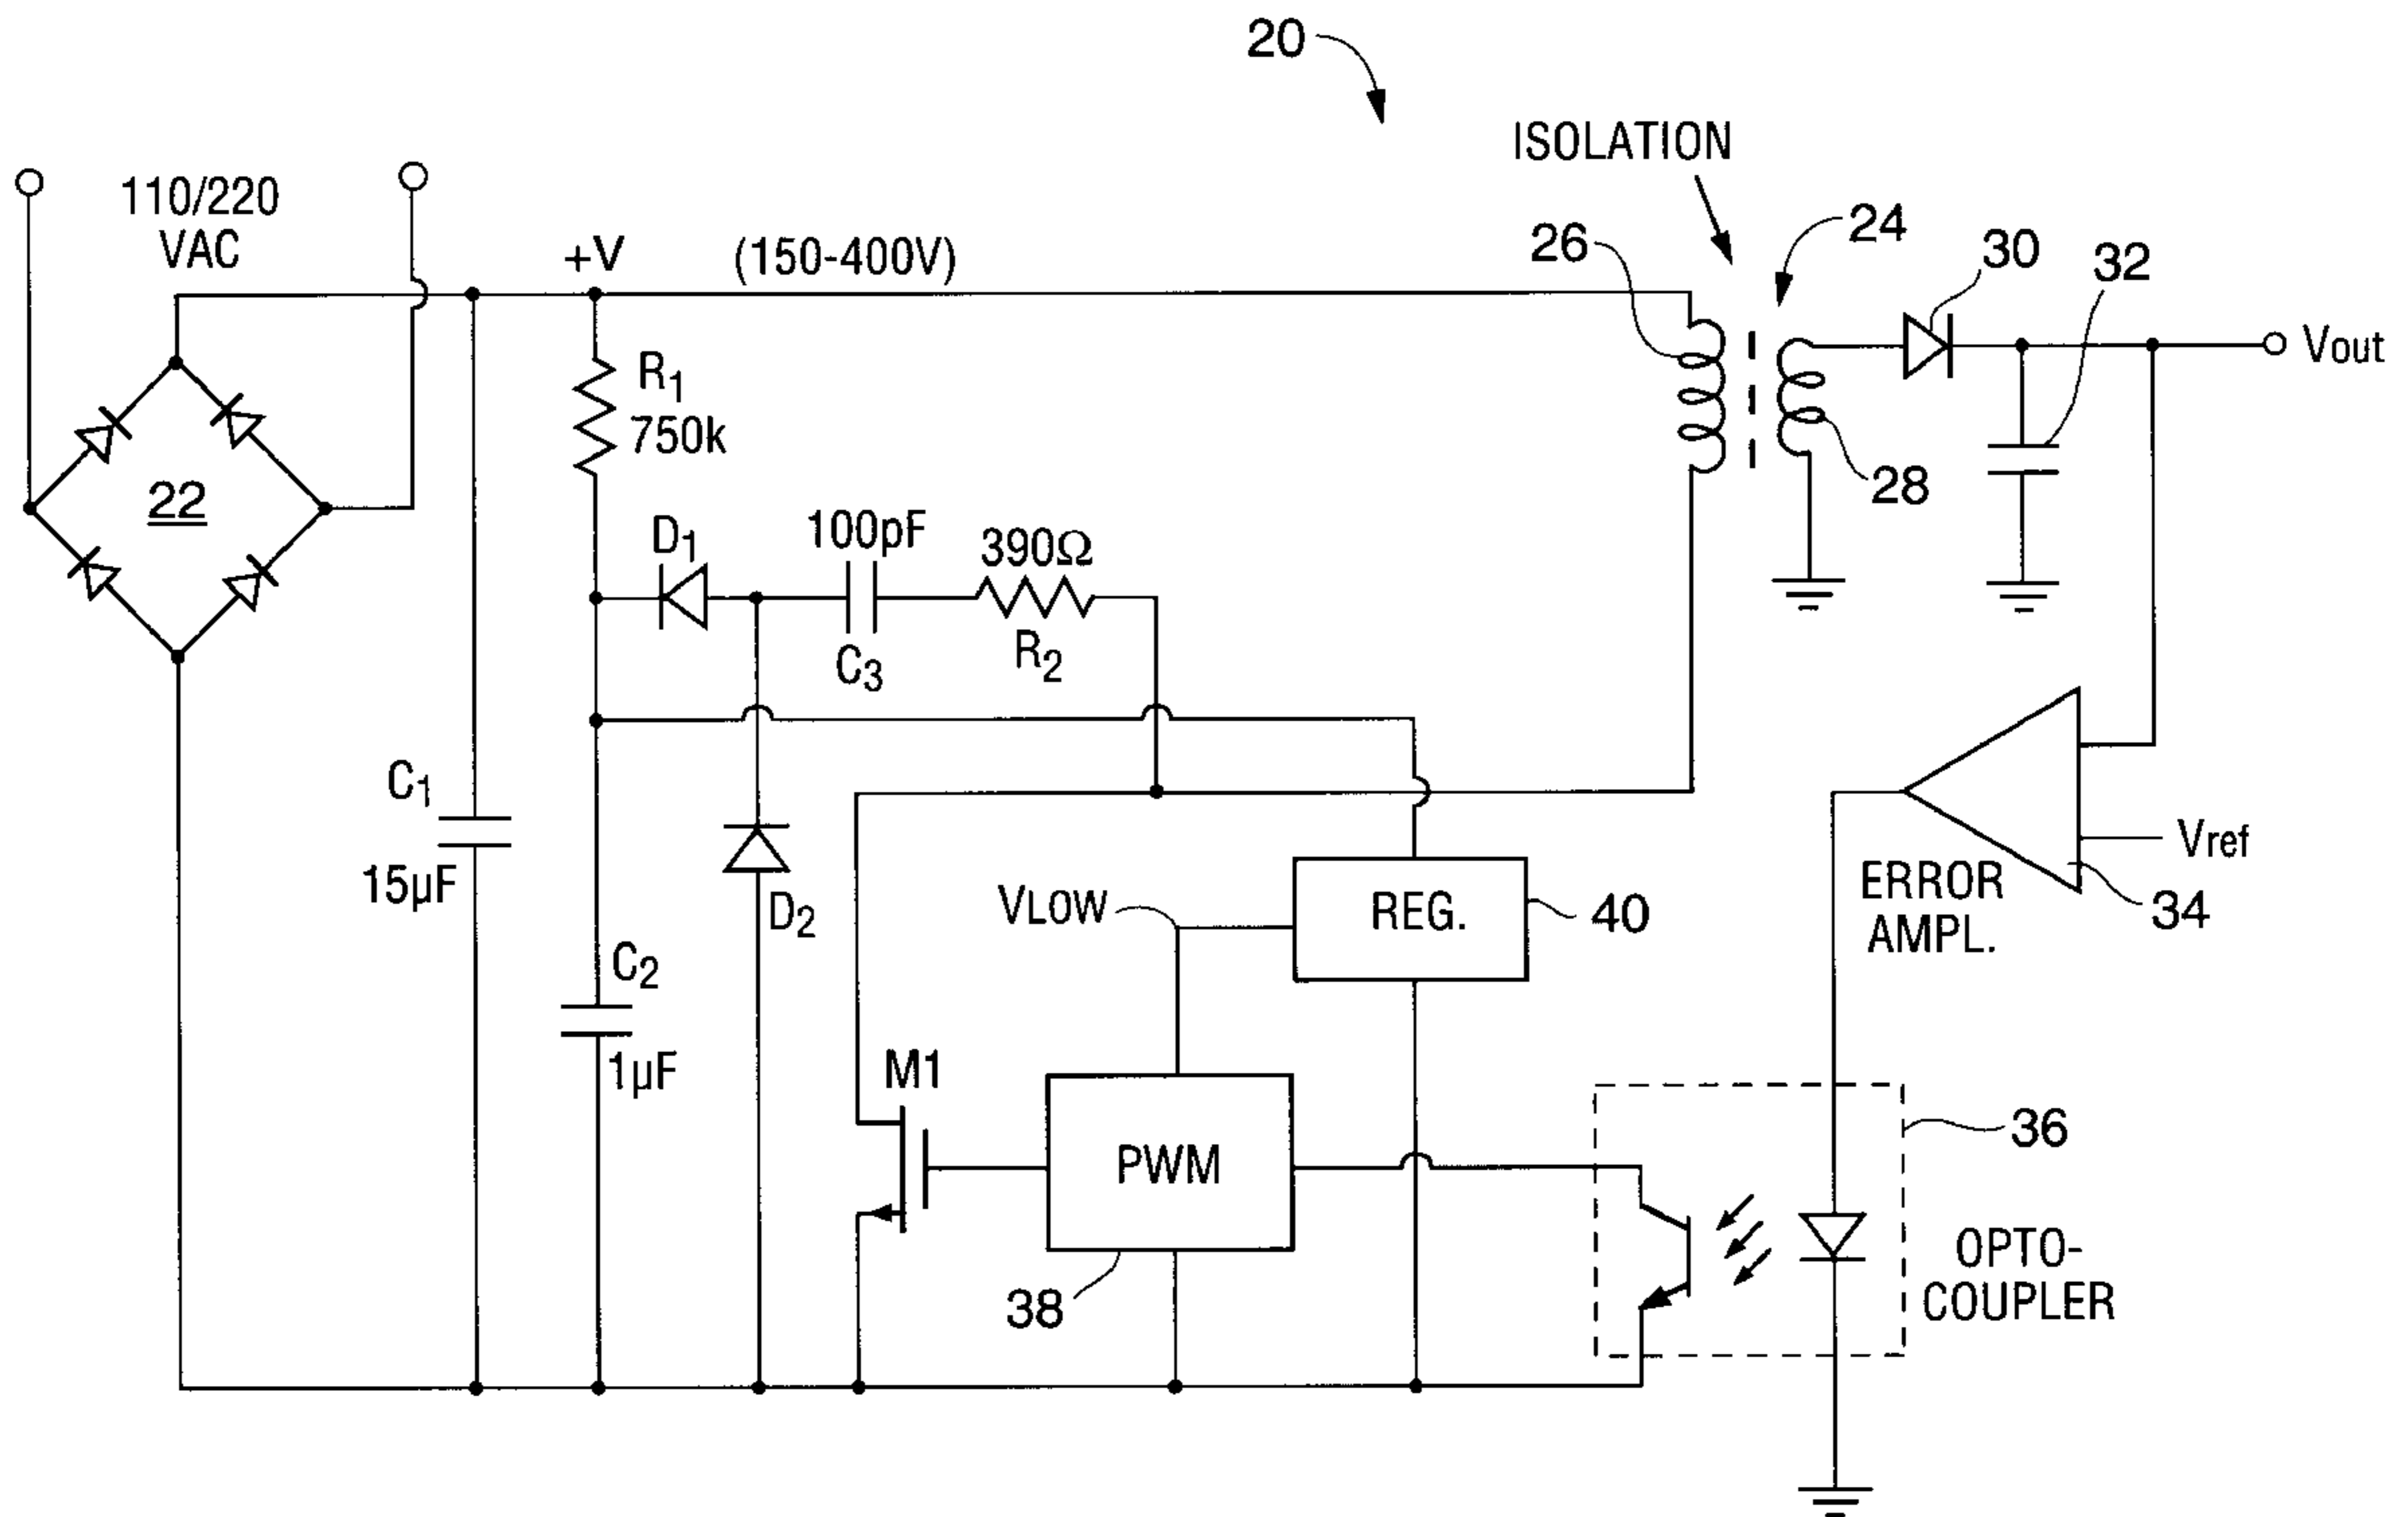 20
ISOLATION
110/220
VAC
+V
(150-400V)
26
24
30
32
Vout
R1
750k
22
28
D1
100pF
390Ω
C3
R2
C1
15µF
D2
VLOW
REG.
40
ERROR
AMPL.
Vref
34
C2
1µF
M1
PWM
38
36
OPTO-
COUPLER